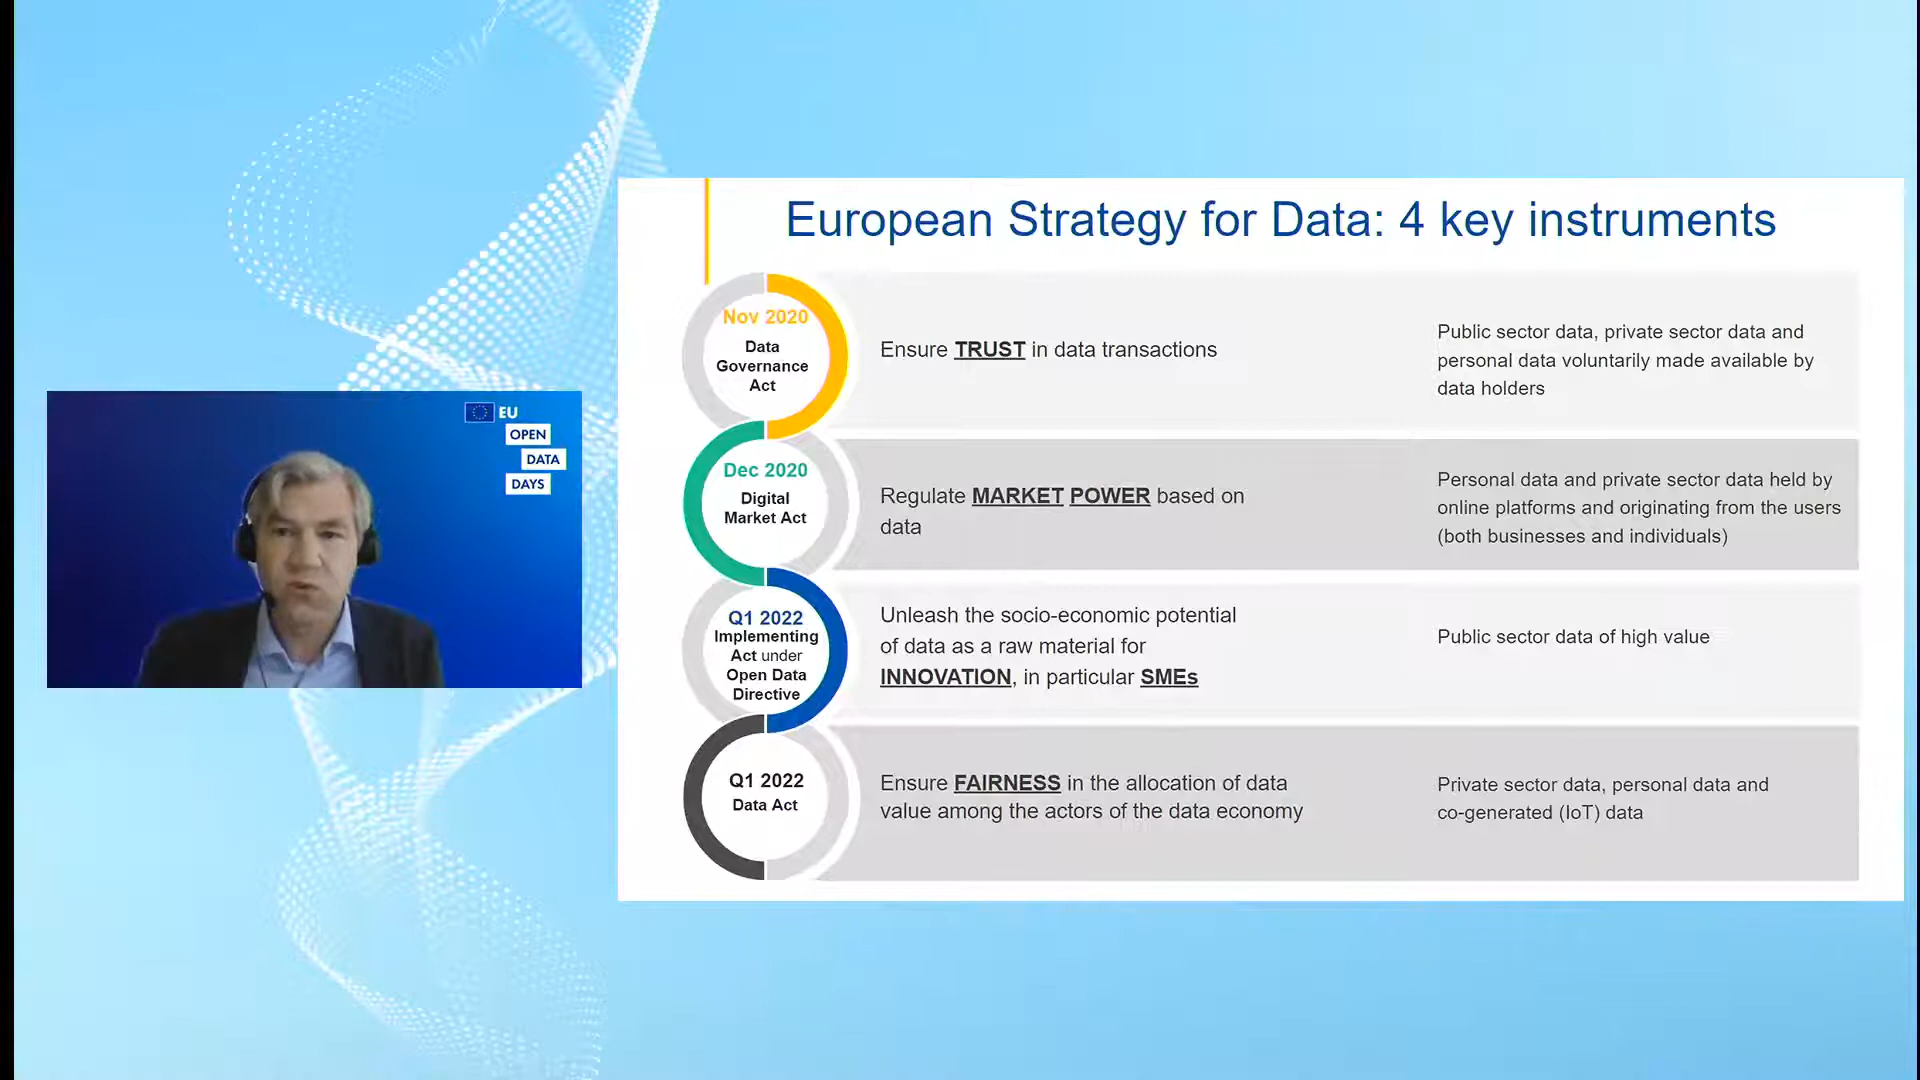 EU
OPEN
DATA
DAYS
European Strategy for Data: 4 key instruments
Nov 2020
Data
Governance
Act
Ensure TRUST in data transactions
Public sector data, private sector data and
personal data voluntarily made available by
data holders
Dec 2020
Digital
Market Act
Regulate MARKET POWER based on
data
Personal data and private sector data held by
online platforms and originating from the users
(both businesses and individuals)
Q1 2022
Implementing
Act under
Open Data
Directive
Unleash the socio-economic potential
of data as a raw material for
INNOVATION, in particular SMEs
Public sector data of high value
Q1 2022
Data Act
Ensure FAIRNESS in the allocation of data
value among the actors of the data economy
Private sector data, personal data and
co-generated (IoT) data